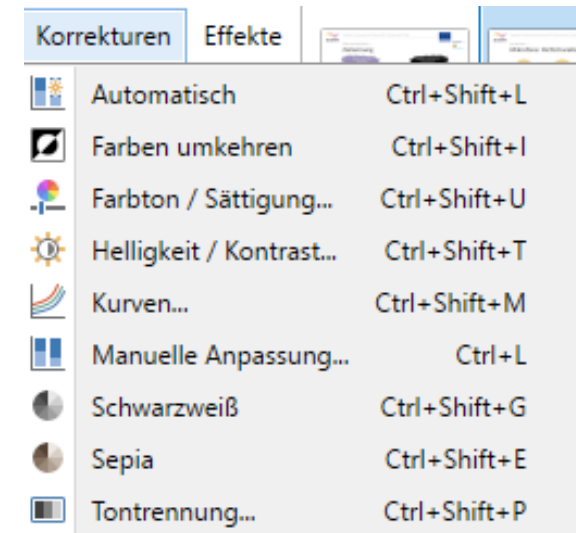 Korrekturen Effekte
Automatisch Ctrl+Shift+L
Farben umkehren Ctrl+Shift+I
Farbton / Sättigung... Ctrl+Shift+U
Helligkeit / Kontrast... Ctrl+Shift+T
Kurven... Ctrl+Shift+M
Manuelle Anpassung... Ctrl+L
Schwarzweiß Ctrl+Shift+G
Sepia Ctrl+Shift+E
Tontrennung... Ctrl+Shift+P